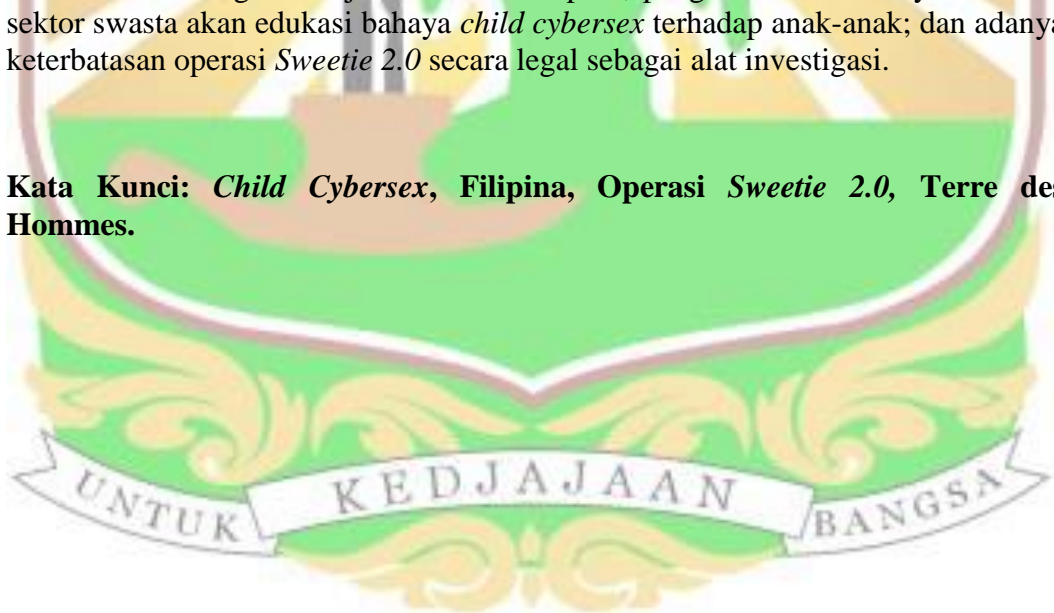 sektor swasta akan edukasi bahaya child cybersex terhadap anak-anak; dan adanya
keterbatasan operasi Sweetie 2.0 secara legal sebagai alat investigasi.
Kata Kunci: Child Cybersex, Filipina, Operasi Sweetie 2.0, Terre des
Hommes.
UNTUK KEDJAJAAN BANGSA